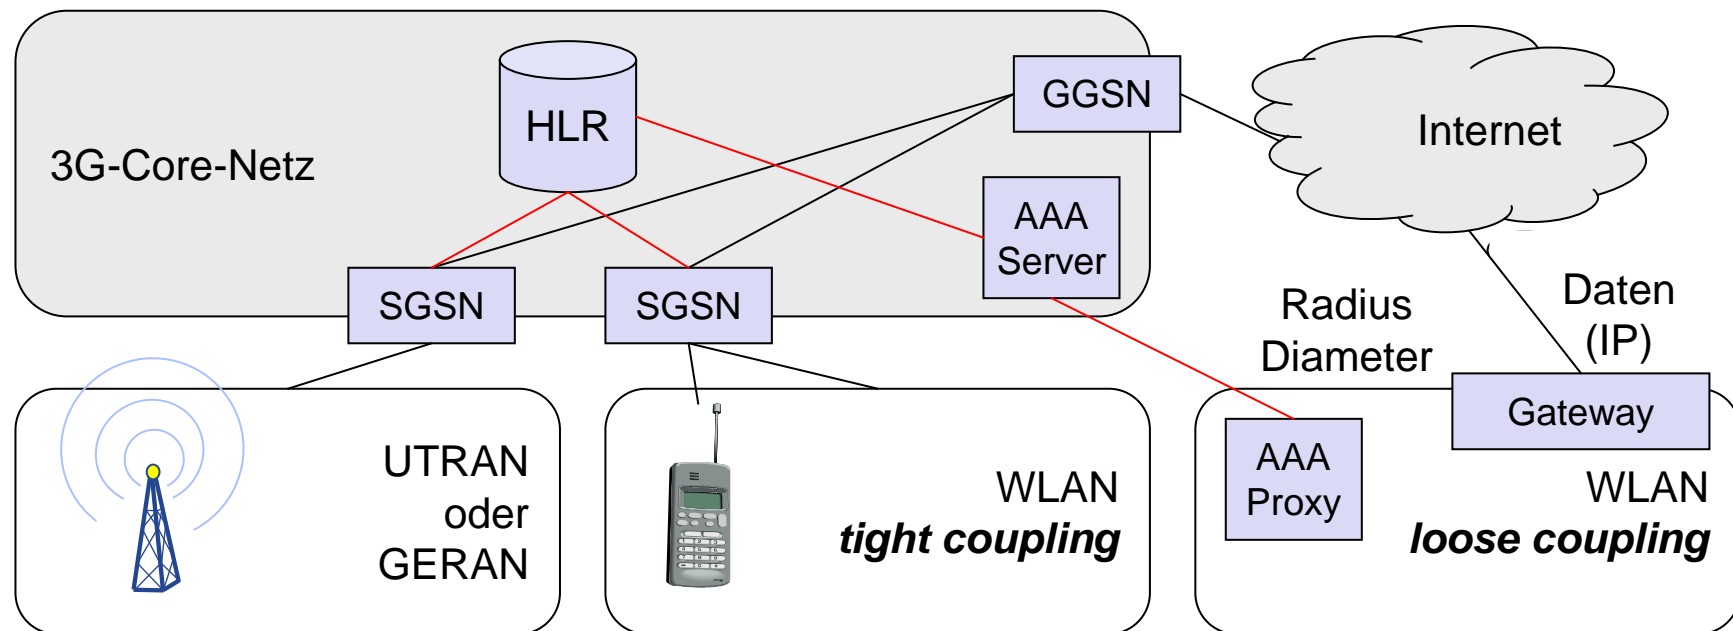 3G-Core-Netz
HLR
GGSN
Internet
AAA
Server
SGSN
SGSN
Radius
Diameter
Daten
(IP)
UTRAN
oder
GERAN
WLAN
tight coupling
AAA
Proxy
Gateway
WLAN
loose coupling